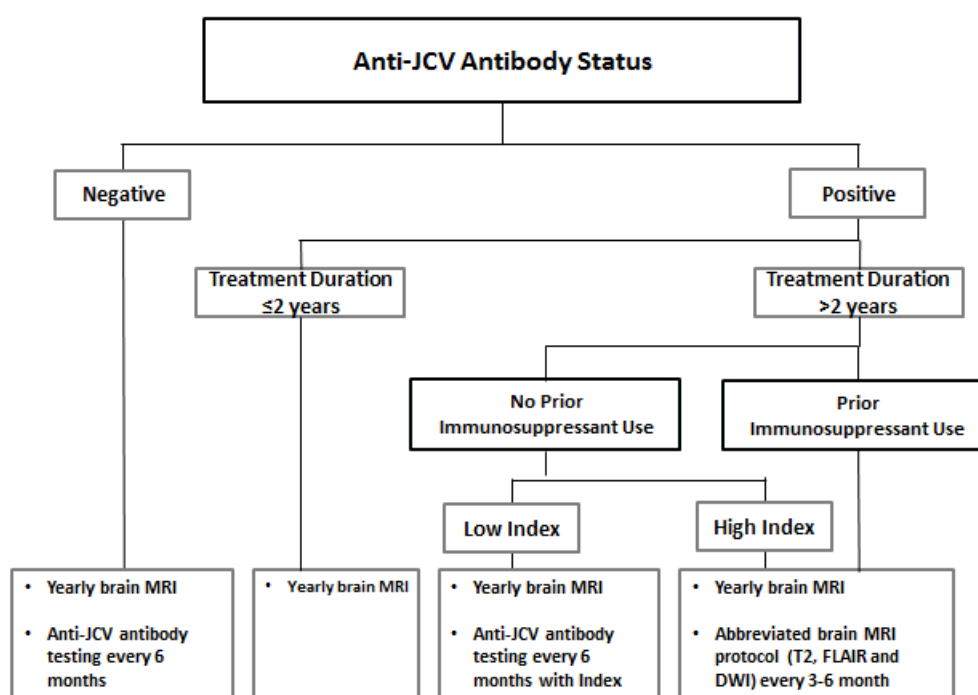 Anti-JCV Antibody Status
Negative
Positive
Treatment Duration
≤2 years
Treatment Duration
>2 years
No Prior
Immunosuppressant Use
Prior
Immunosuppressant Use
Low Index
High Index
• Yearly brain MRI
• Anti-JCV antibody
testing every 6
months
• Yearly brain MRI
• Yearly brain MRI
• Anti-JCV antibody
testing every 6
months with Index
• Yearly brain MRI
• Abbreviated brain MRI
protocol (T2, FLAIR and
DWI) every 3-6 month